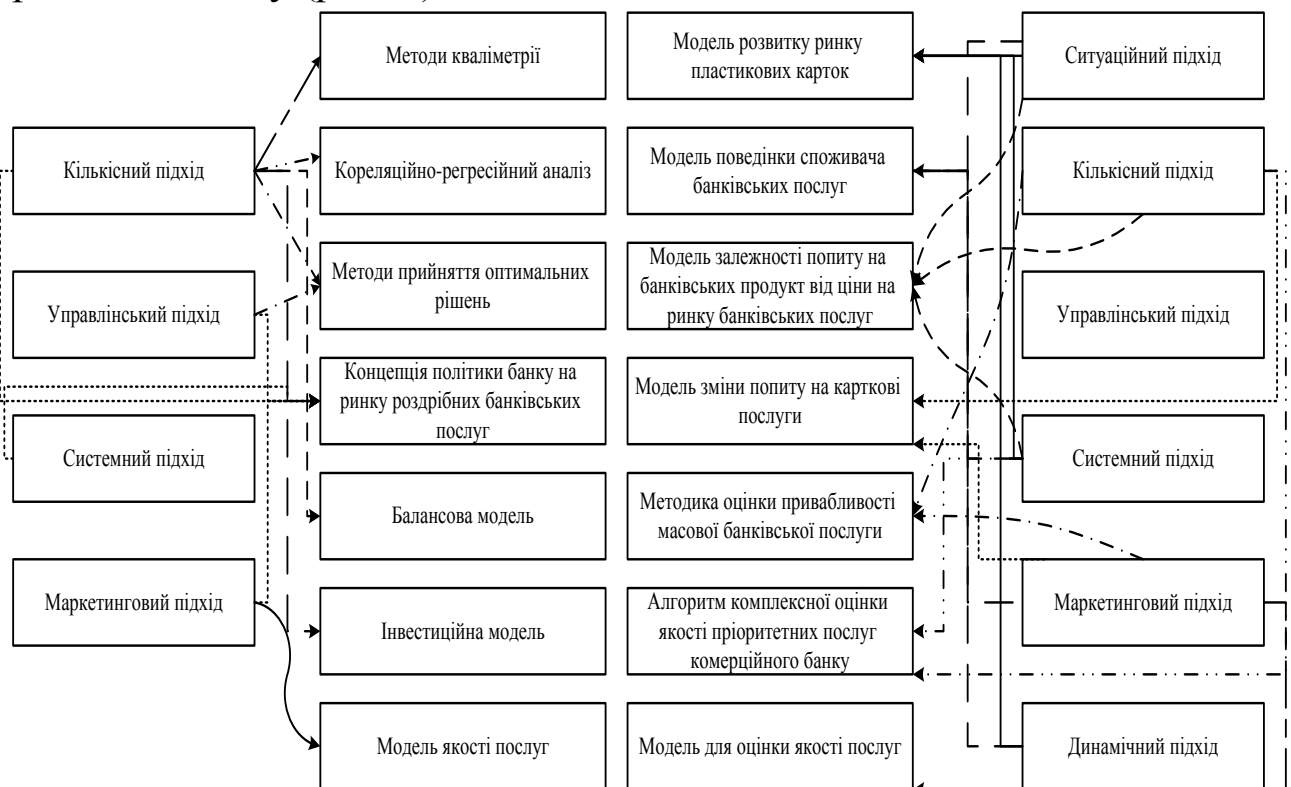 Методи кваліметрії
Модель розвитку ринку
пластикових карток
Ситуаційний підхід
Кількісний підхід
Кореляційно-регресійний аналіз
Модель поведінки споживача
банківських послуг
Кількісний підхід
Управлінський підхід
Методи прийняття оптимальних
рішень
Модель залежності попиту на
банківських продукт від ціни на
ринку банківських послуг
Управлінський підхід
Системний підхід
Концепція політики банку на
ринку роздрібних банківських
послуг
Модель зміни попиту на карткові
послуги
Системний підхід
Балансова модель
Методика оцінки привабливості
масової банківської послуги
Маркетинговий підхід
Інвестиційна модель
Алгоритм комплексної оцінки
якості пріоритетних послуг
комерційного банку
Маркетинговий підхід
Модель якості послуг
Модель для оцінки якості послуг
Динамічний підхід